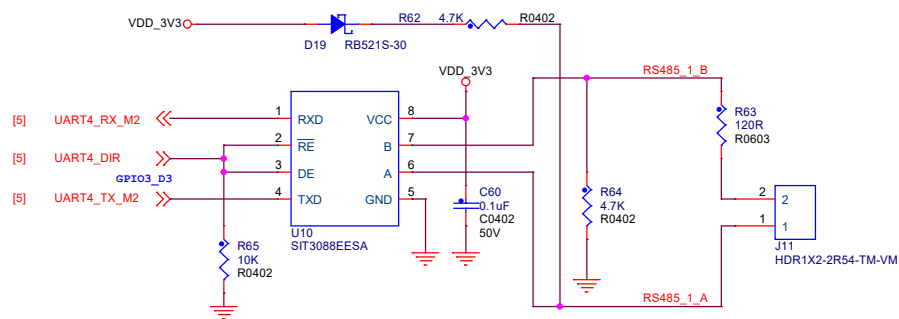 VDD_3V3
R62 4.7K R0402
D19 RB521S-30
VDD_3V3
RS485_1_B
[5] UART4_RX_M2
1 RXD VCC 8
R63
120R
R0603
[5] UART4_DIR
2 RE B 7
GPIO3_D3
3 DE A 6
[5] UART4_TX_M2
4 TXD GND 5
C60
0.1uF
C0402
50V
R64
4.7K
R0402
2 2
1 1
U10
SIT3088EESA
R65
10K
R0402
J11
HDR1X2-2R54-TM-VM
RS485_1_A